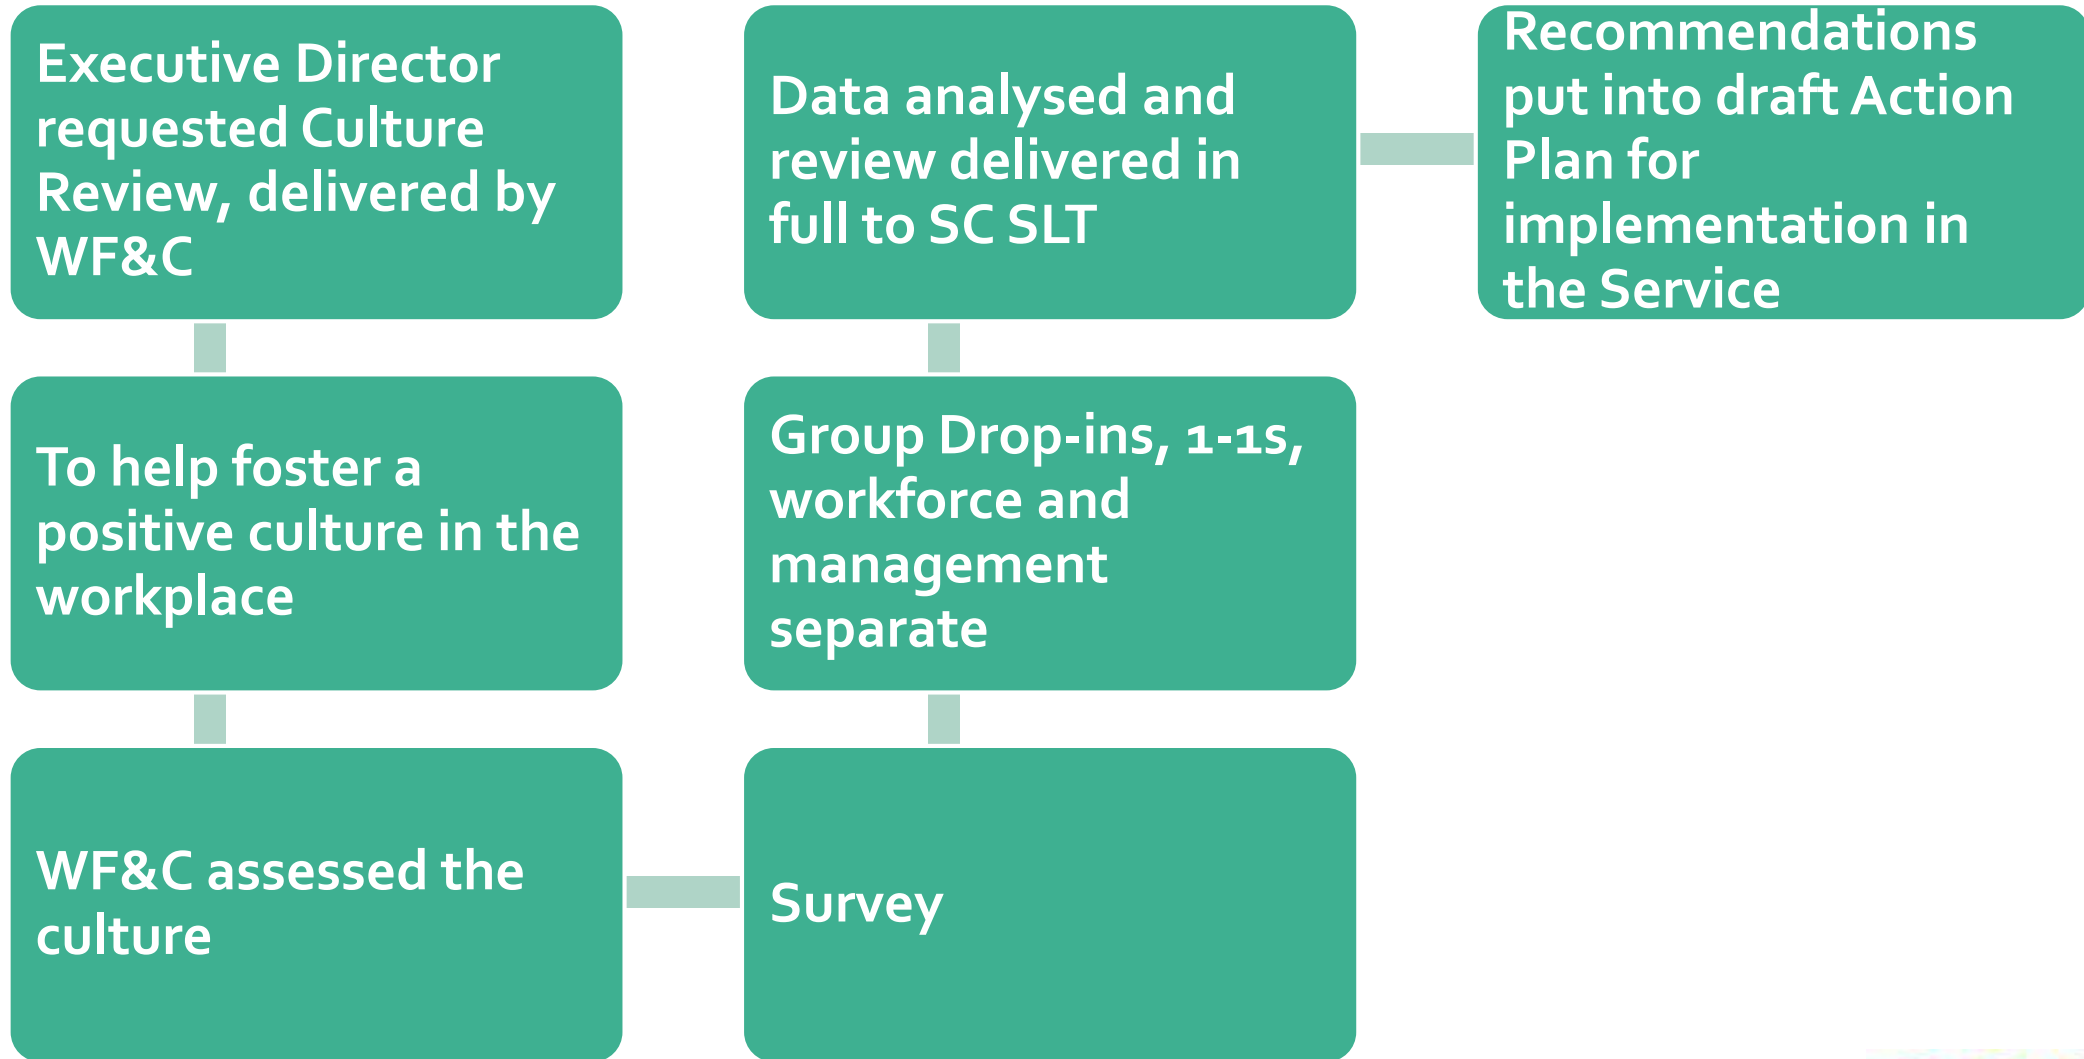 Executive Director
requested Culture
Review, delivered by
WF&C
To help foster a
positive culture in the
workplace
WF&C assessed the
culture
Survey
Group Drop-ins, 1-1s,
workforce and
management
separate
Data analysed and
review delivered in
full to SC SLT
Recommendations
put into draft Action
Plan for
implementation in
the Service